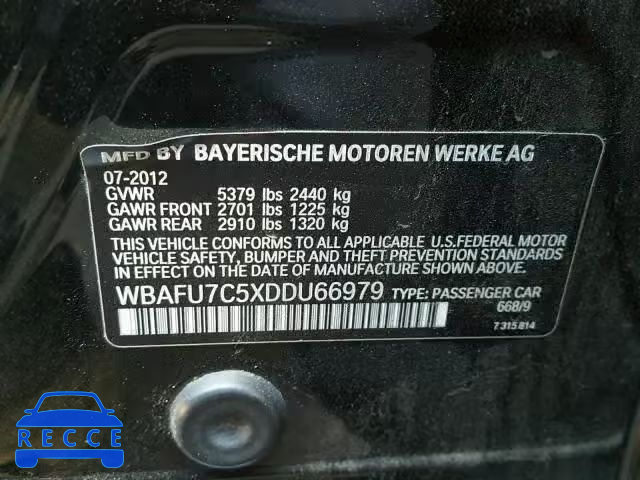 MFD BY BAYERISCHE MOTOREN WERKE AG
07-2012
GVWR 5379 lbs 2440 kg
GAWR FRONT 2701 lbs 1225 kg
GAWR REAR 2910 lbs 1320 kg
THIS VEHICLE CONFORMS TO ALL APPLICABLE U.S.FEDERAL MOTOR
VEHICLE SAFETY, BUMPER AND THEFT PREVENTION STANDARDS
IN EFFECT ON THE DATE OF MANUFACTURE SHOWN ABOVE.
WBAFU7C5XDDU66979 TYPE: PASSENGER CAR
668/9
7 315 814
RECCE